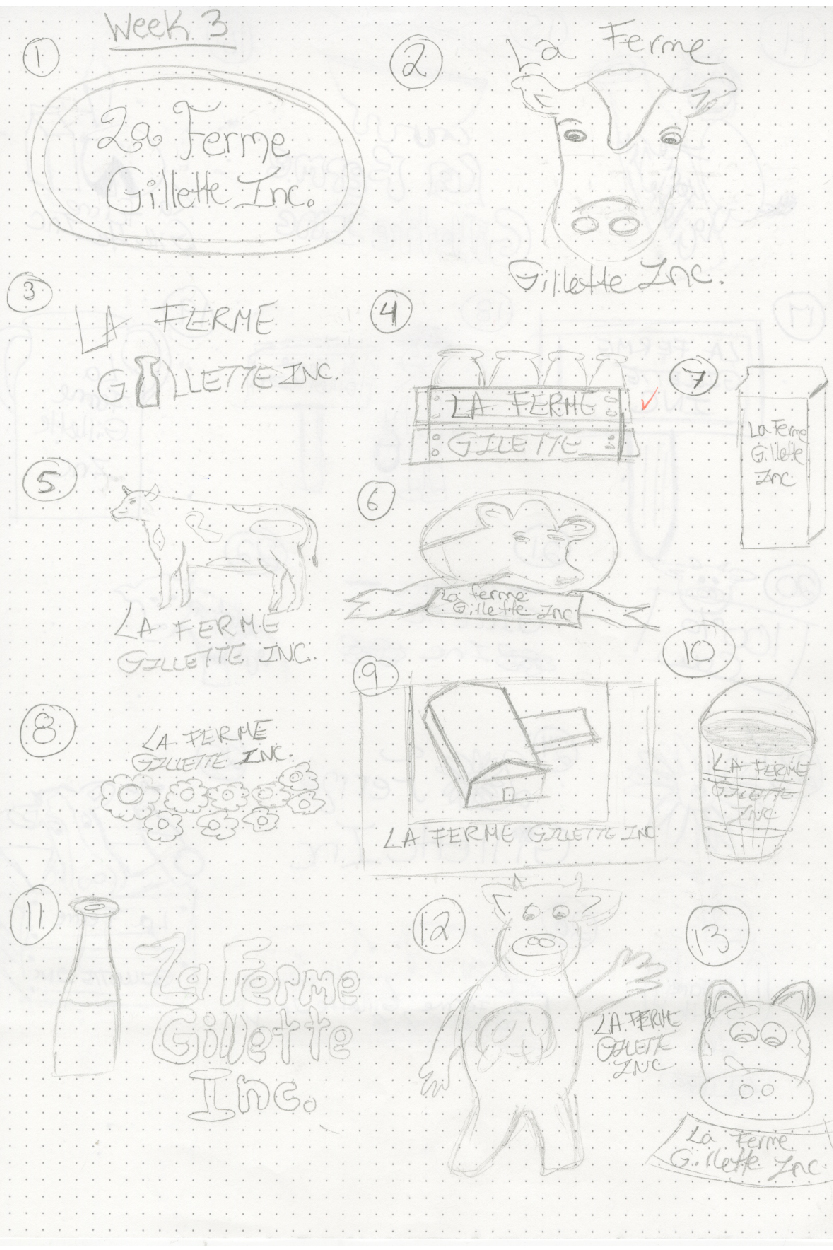 Week 3
1
La Ferme
Gillette Inc.
2
La Ferme
Gillette Inc.
3
LA FERME
GILLETTE INC.
4
LA FERME
GILETTE
7
La Ferme
Gillette
Inc
5
LA FERME
GILLETTE INC.
6
La Ferme
Gillette Inc
8
LA FERME
GILLETTE INC.
9
LA FERME GILLETTE INC
10
LA FERME
GILLETTE
INC
11
La Ferme
Gillette
Inc.
12
LA FERME
GILLETTE
INC
13
La Ferme
Gillette Inc